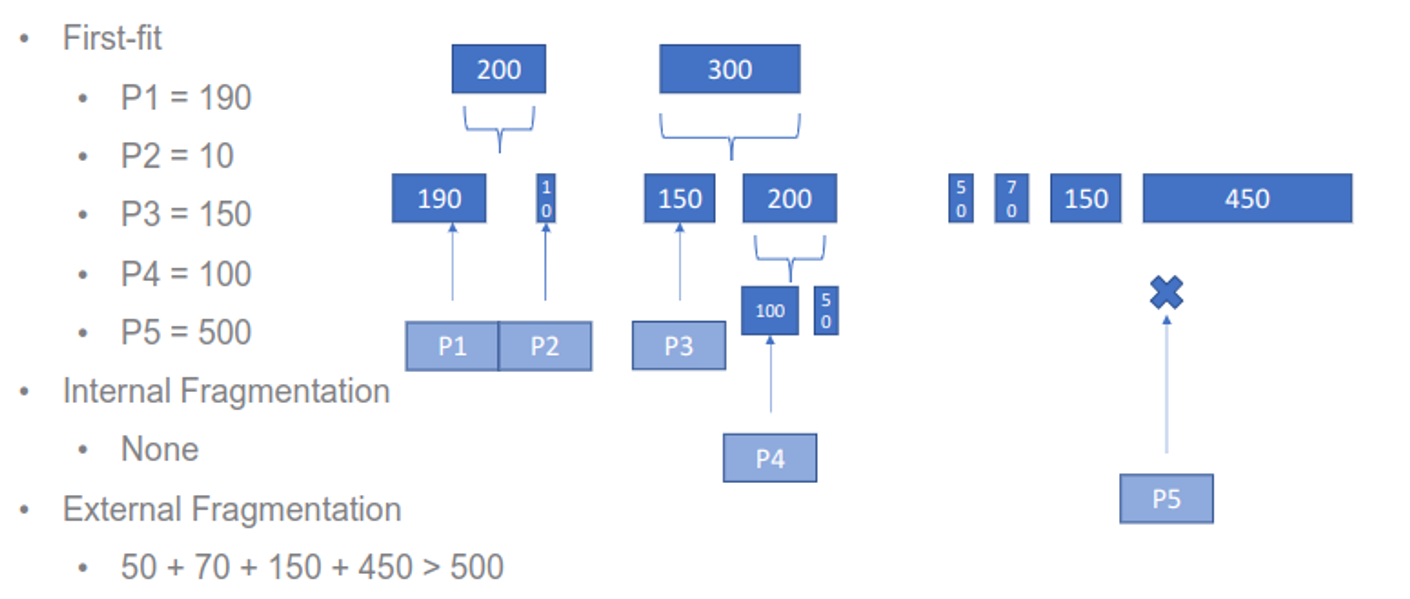 • First-fit
• P1 = 190
• P2 = 10
• P3 = 150
• P4 = 100
• P5 = 500
• Internal Fragmentation
• None
• External Fragmentation
• 50 + 70 + 150 + 450 > 500
200 300
190 10 150 200 50 70 150 450
100 50
P1 P2 P3
P4
P5